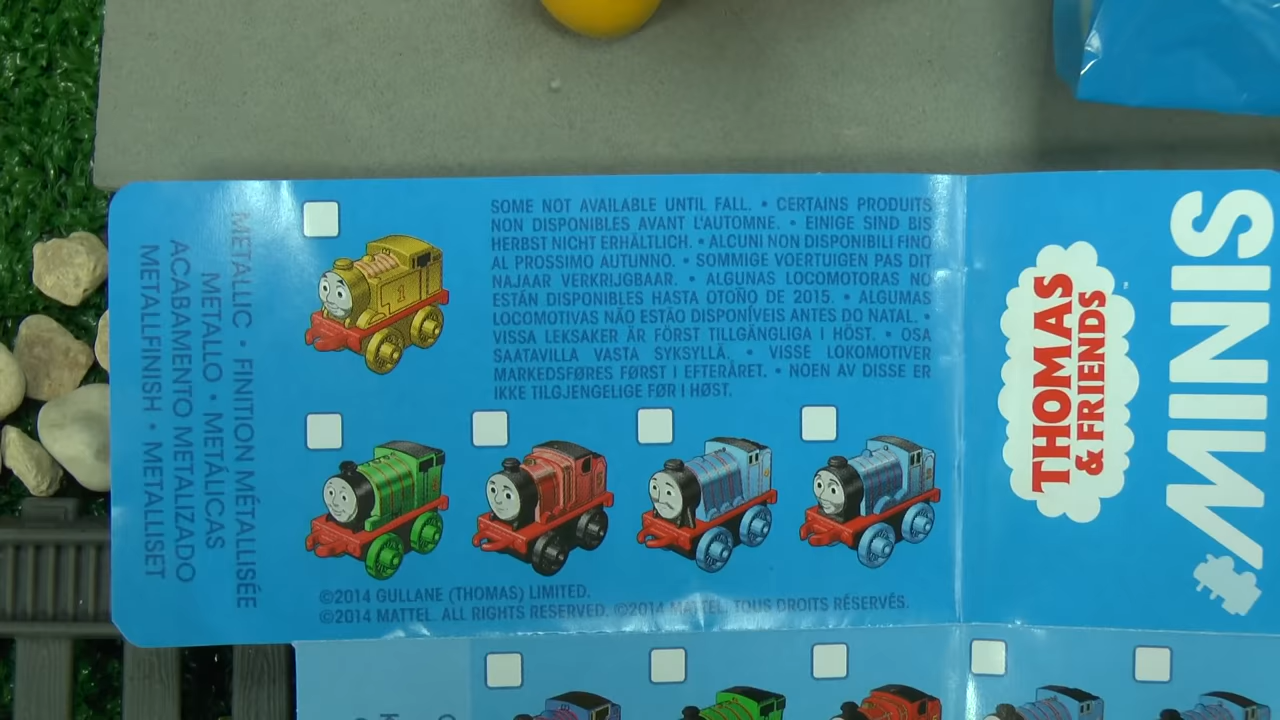 SOME NOT AVAILABLE UNTIL FALL. • CERTAINS PRODUITS
NON DISPONIBLES AVANT L'AUTOMNE. • EINIGE SIND BIS
HERBST NICHT ERHÄLTLICH. • ALCUNI NON DISPONIBILI FINO
AL PROSSIMO AUTUNNO. • SOMMIGE VOERTUIGEN PAS DIT
NAJAAR VERKRIJGBAAR. • ALGUNAS LOCOMOTORAS NO
ESTÁN DISPONIBLES HASTA OTOÑO DE 2015. • ALGUMAS
LOCOMOTIVAS NÃO ESTÃO DISPONÍVEIS ANTES DO NATAL. •
VISSA LEKSAKER ÄR FÖRST TILLGÄNGLIGA I HÖST. • OSA
SAATAVILLA VASTA SYKSYLLÄ. • VISSE LOKOMOTIVER
MARKEDSFØRES FØRST I EFTERÅRET. • NOEN AV DISSE ER
IKKE TILGJENGELIGE FØR I HØST.
METALLIC • FINITION MÉTALLISÉE
METALLO • METÁLICAS
ACABAMENTO METALIZADO
METALLFINISH • METALLISET
1
©2014 GULLANE (THOMAS) LIMITED.
©2014 MATTEL. ALL RIGHTS RESERVED. ©2014 MATTEL. TOUS DROITS RÉSERVÉS.
THOMAS
& FRIENDS™
MINIS